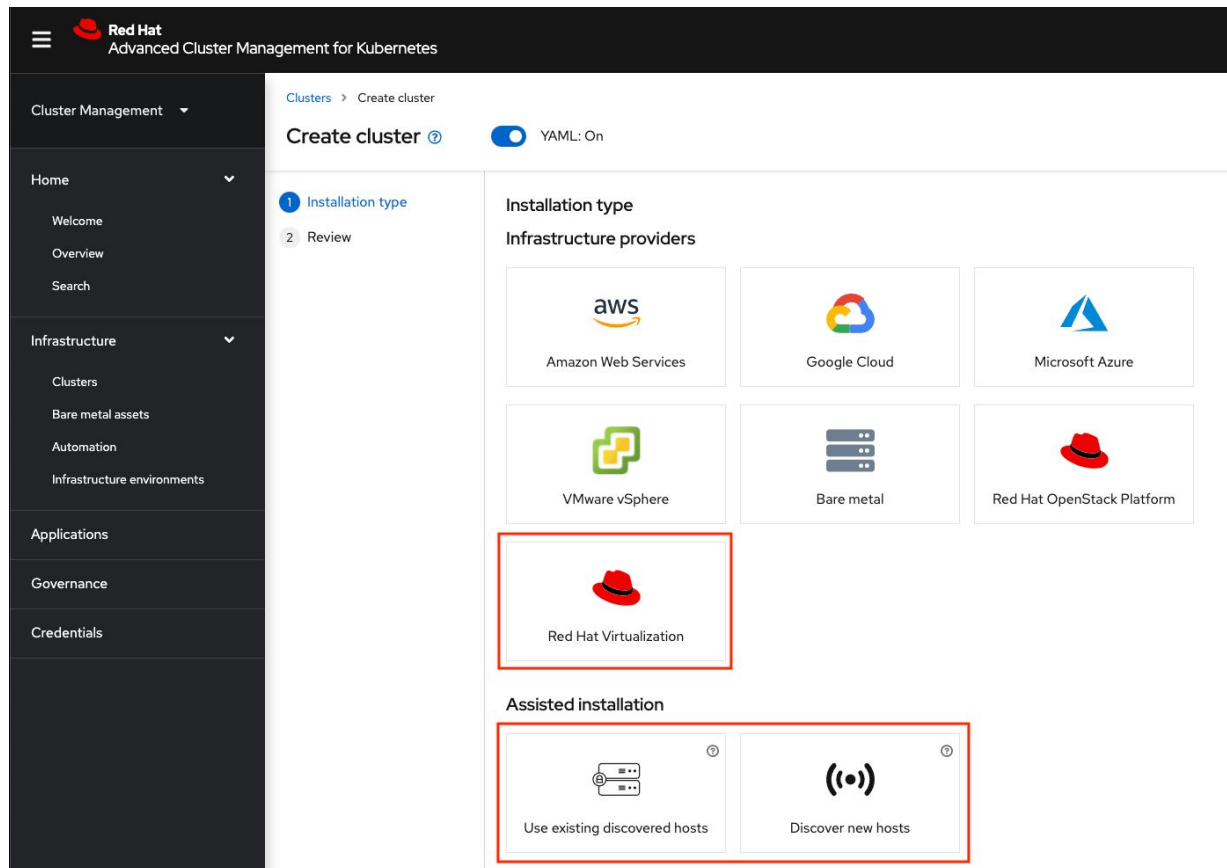 Red Hat
Advanced Cluster Management for Kubernetes
Cluster Management
Home
Welcome
Overview
Search
Infrastructure
Clusters
Bare metal assets
Automation
Infrastructure environments
Applications
Governance
Credentials
Clusters > Create cluster
Create cluster ?
YAML: On
1 Installation type
2 Review
Installation type
Infrastructure providers
aws
Amazon Web Services
Google Cloud
Microsoft Azure
VMware vSphere
Bare metal
Red Hat OpenStack Platform
Red Hat Virtualization
Assisted installation
?
Use existing discovered hosts
?
Discover new hosts